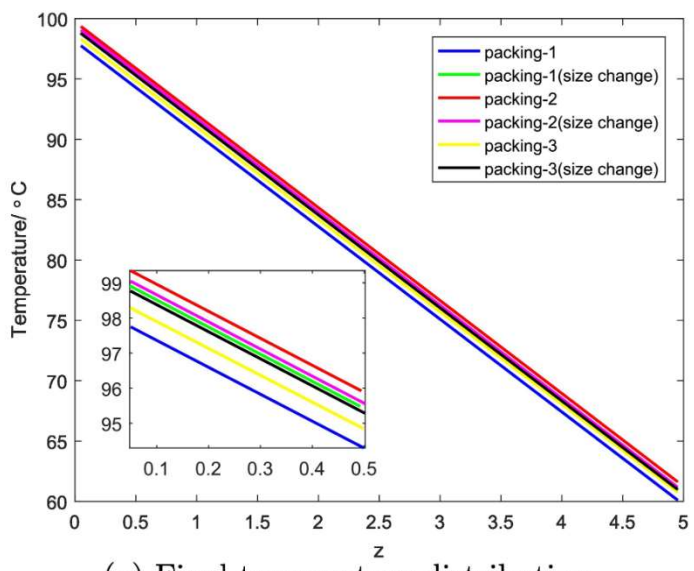 100
95
90
85
80
75
70
65
60
Temperature/ °C
packing-1
packing-1(size change)
packing-2
packing-2(size change)
packing-3
packing-3(size change)
99
98
97
96
95
0.1 0.2 0.3 0.4 0.5
0 0.5 1 1.5 2 2.5 3 3.5 4 4.5 5
z